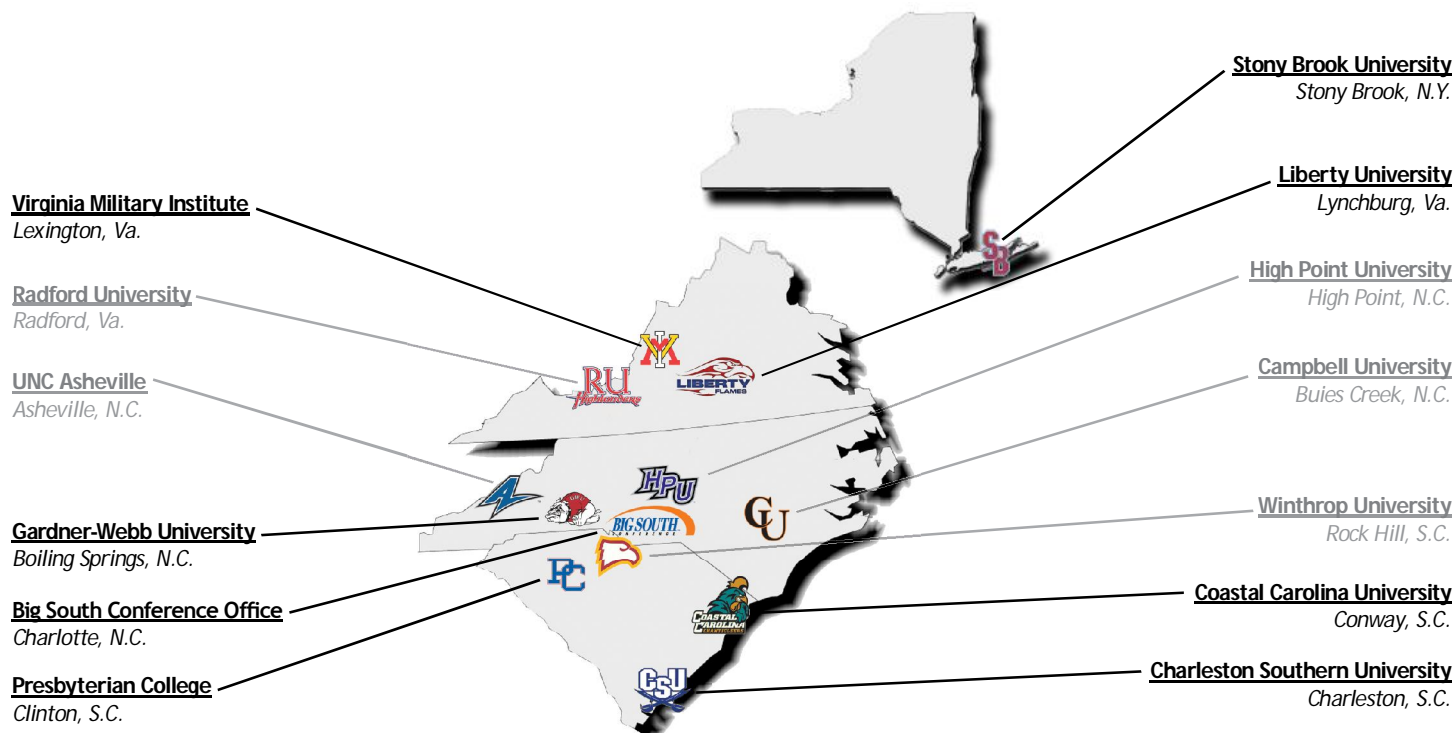 Stony Brook University
Stony Brook, N.Y.
Liberty University
Lynchburg, Va.
Virginia Military Institute
Lexington, Va.
High Point University
High Point, N.C.
Radford University
Radford, Va.
Campbell University
Buies Creek, N.C.
UNC Asheville
Asheville, N.C.
Winthrop University
Rock Hill, S.C.
Gardner-Webb University
Boiling Springs, N.C.
Coastal Carolina University
Conway, S.C.
Big South Conference Office
Charlotte, N.C.
Charleston Southern University
Charleston, S.C.
Presbyterian College
Clinton, S.C.
SB
VMI
RU
Highlanders
LIBERTY
FLAMES
HPU
GWU
CU
BIG SOUTH
CONFERENCE
PC
COASTAL
CAROLINA
CHANTICLEERS
CSU